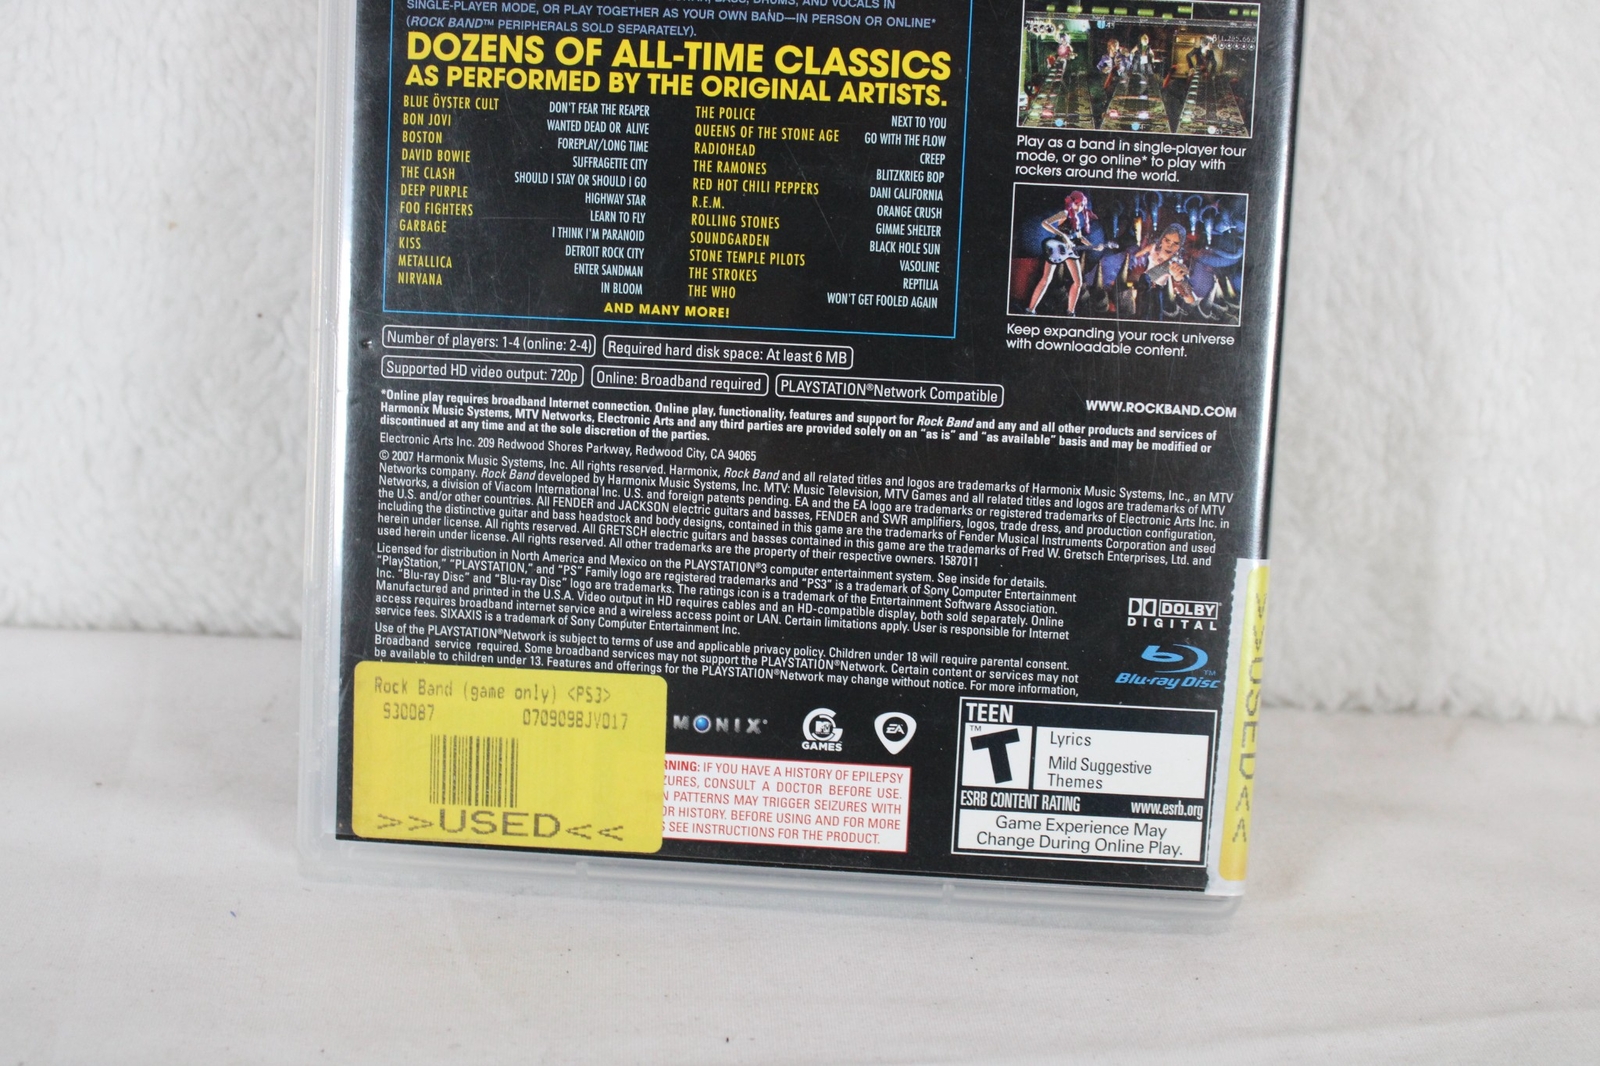 BASS, DRUMS, AND VOCALS IN
SINGLE-PLAYER MODE, OR PLAY TOGETHER AS YOUR OWN BAND—IN PERSON OR ONLINE*
(ROCK BAND™ PERIPHERALS SOLD SEPARATELY).
DOZENS OF ALL-TIME CLASSICS
AS PERFORMED BY THE ORIGINAL ARTISTS.
BLUE ÖYSTER CULT DON'T FEAR THE REAPER
BON JOVI WANTED DEAD OR ALIVE
BOSTON FOREPLAY/LONG TIME
DAVID BOWIE SUFFRAGETTE CITY
THE CLASH SHOULD I STAY OR SHOULD I GO
DEEP PURPLE HIGHWAY STAR
FOO FIGHTERS LEARN TO FLY
GARBAGE I THINK I'M PARANOID
KISS DETROIT ROCK CITY
METALLICA ENTER SANDMAN
NIRVANA IN BLOOM
THE POLICE NEXT TO YOU
QUEENS OF THE STONE AGE GO WITH THE FLOW
RADIOHEAD CREEP
THE RAMONES BLITZKRIEG BOP
RED HOT CHILI PEPPERS DANI CALIFORNIA
R.E.M. ORANGE CRUSH
ROLLING STONES GIMME SHELTER
SOUNDGARDEN BLACK HOLE SUN
STONE TEMPLE PILOTS VASOLINE
THE STROKES REPTILIA
THE WHO WON'T GET FOOLED AGAIN
AND MANY MORE!
Play as a band in single-player tour
mode, or go online* to play with
rockers around the world.
Keep expanding your rock universe
with downloadable content.
Number of players: 1-4 (online: 2-4)
Required hard disk space: At least 6 MB
Supported HD video output: 720p
Online: Broadband required
PLAYSTATION®Network Compatible
WWW.ROCKBAND.COM
*Online play requires broadband Internet connection. Online play, functionality, features and support for Rock Band and any and all other products and services of
Harmonix Music Systems, MTV Networks, Electronic Arts and any third parties are provided solely on an "as is" and "as available" basis and may be modified or
discontinued at any time and at the sole discretion of the parties.
Electronic Arts Inc. 209 Redwood Shores Parkway, Redwood City, CA 94065
© 2007 Harmonix Music Systems, Inc. All rights reserved. Harmonix, Rock Band and all related titles and logos are trademarks of Harmonix Music Systems, Inc., an MTV
Networks company. Rock Band developed by Harmonix Music Systems, Inc. MTV: Music Television, MTV Games and all related titles and logos are trademarks of MTV
Networks, a division of Viacom International Inc. U.S. and foreign patents pending. EA and the EA logo are trademarks or registered trademarks of Electronic Arts Inc. in
the U.S. and/or other countries. All FENDER and JACKSON electric guitars and basses, FENDER and SWR amplifiers, logos, trade dress, and production configuration,
including the distinctive guitar and bass headstock and body designs, contained in this game are the trademarks of Fender Musical Instruments Corporation and used
herein under license. All rights reserved. All GRETSCH electric guitars and basses contained in this game are the trademarks of Fred W. Gretsch Enterprises, Ltd. and
used herein under license. All rights reserved. All other trademarks are the property of their respective owners. 1587011
Licensed for distribution in North America and Mexico on the PLAYSTATION®3 computer entertainment system. See inside for details.
"PlayStation," "PLAYSTATION," and "PS" Family logo are registered trademarks and "PS3" is a trademark of Sony Computer Entertainment
Inc. "Blu-ray Disc" and "Blu-ray Disc" logo are trademarks. The ratings icon is a trademark of the Entertainment Software Association.
Manufactured and printed in the U.S.A. Video output in HD requires cables and an HD-compatible display, both sold separately. Online
access requires broadband internet service and a wireless access point or LAN. Certain limitations apply. User is responsible for Internet
service fees. SIXAXIS is a trademark of Sony Computer Entertainment Inc.
Use of the PLAYSTATION®Network is subject to terms of use and applicable privacy policy. Children under 18 will require parental consent.
Broadband service required. Some broadband services may not support the PLAYSTATION®Network. Certain content or services may not
be available to children under 13. Features and offerings for the PLAYSTATION®Network may change without notice. For more information,
DOLBY
DIGITAL
Blu-ray Disc™
Rock Band (game only) <PS3>
930087 070909BJV017
>>USED<<
MONIX
GAMES
EA
RNING: IF YOU HAVE A HISTORY OF EPILEPSY
ZURES, CONSULT A DOCTOR BEFORE USE.
N PATTERNS MAY TRIGGER SEIZURES WITH
OR HISTORY. BEFORE USING AND FOR MORE
SEE INSTRUCTIONS FOR THE PRODUCT.
TEEN
T™
Lyrics
Mild Suggestive
Themes
ESRB CONTENT RATING www.esrb.org
Game Experience May
Change During Online Play.
>>USED<<